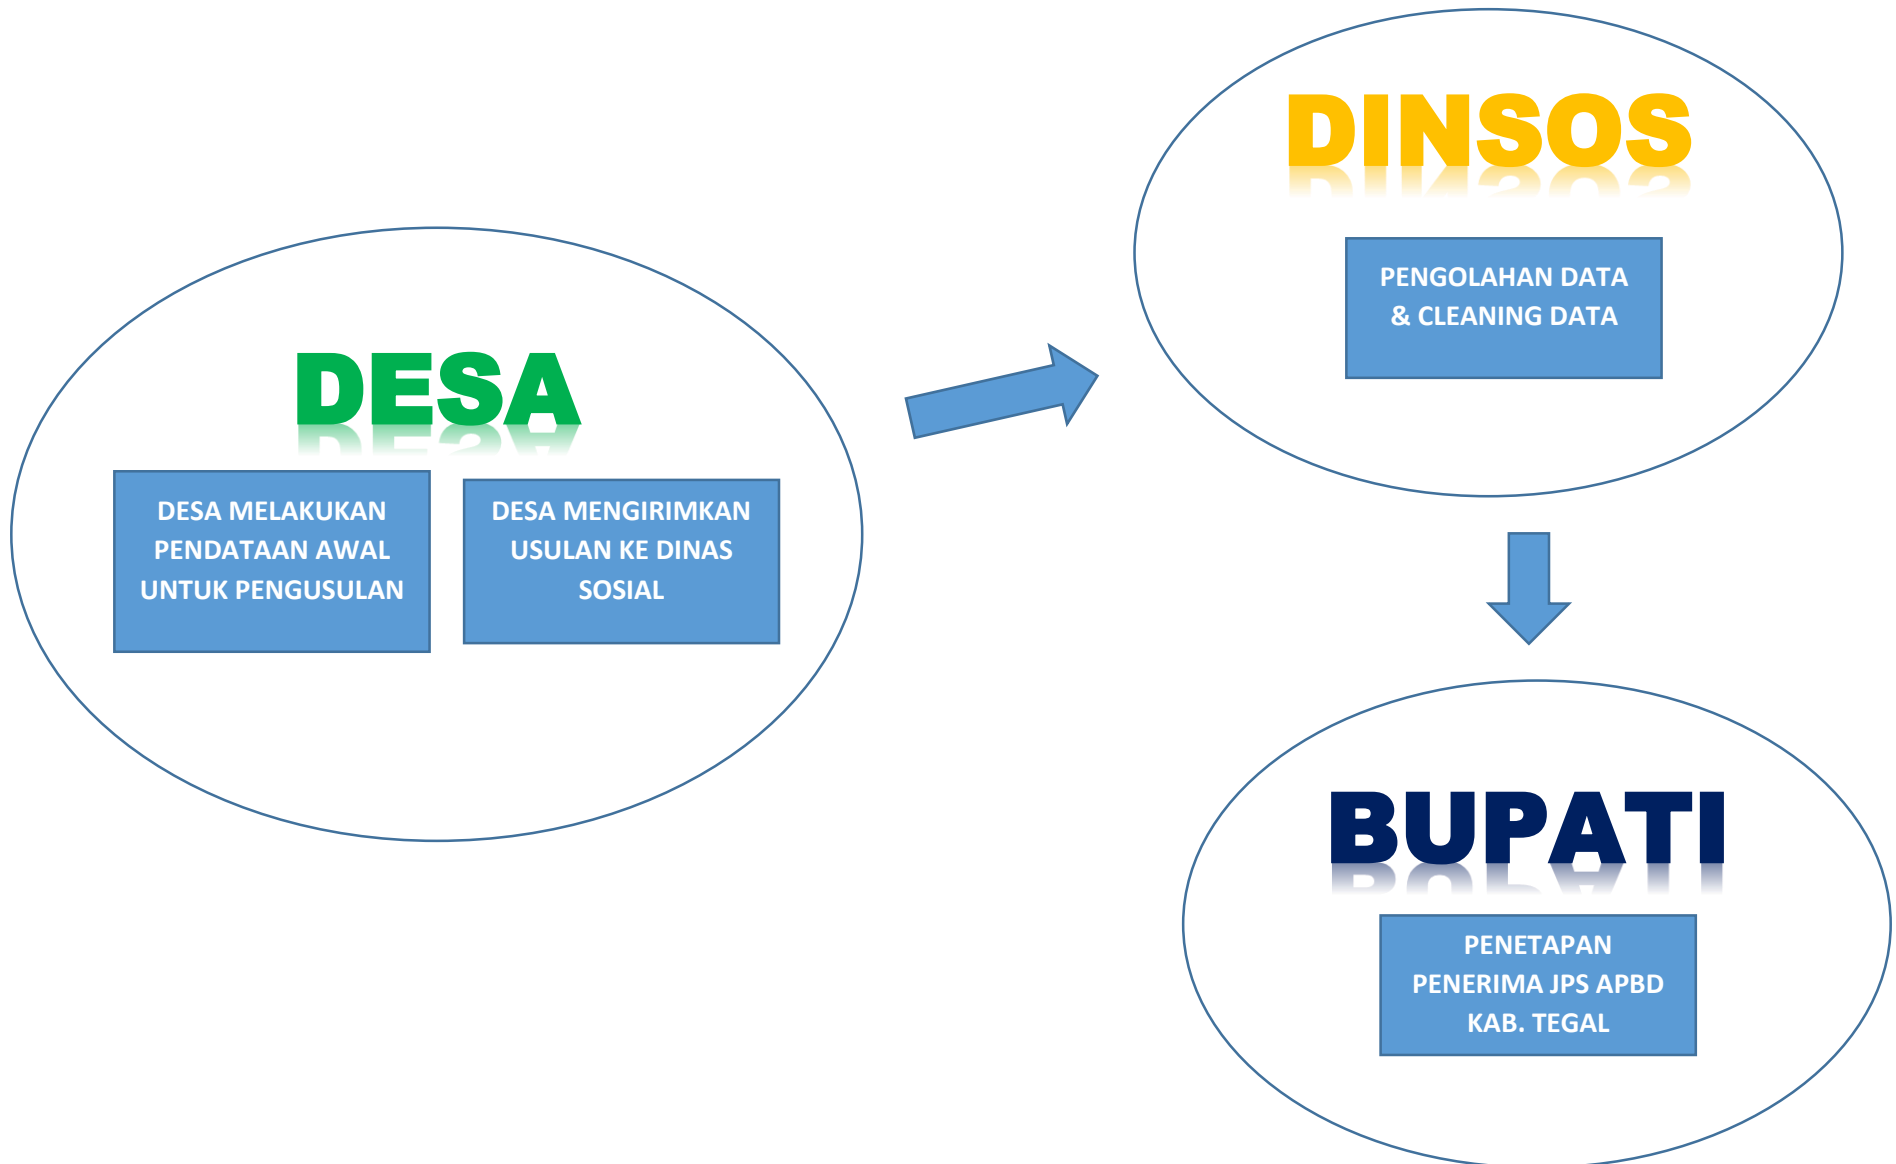 DINSOS
PENGOLAHAN DATA
& CLEANING DATA
DESA
DESA MELAKUKAN
PENDATAAN AWAL
UNTUK PENGUSULAN
DESA MENGIRIMKAN
USULAN KE DINAS
SOSIAL
BUPATI
PENETAPAN
PENERIMA JPS APBD
KAB. TEGAL